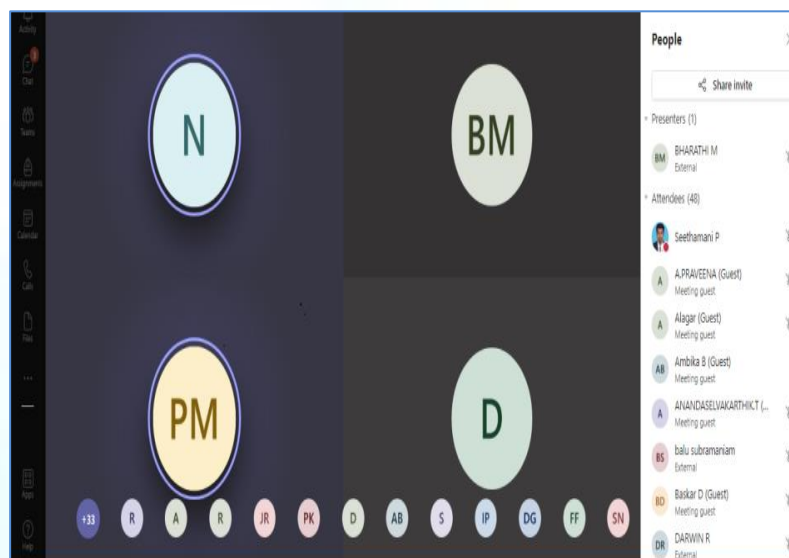 Activity
Chat
Teams
Assignments
Calendar
Calls
Files
...
Apps
Help
N
BM
PM
D
+33 R A R JR PK D AB S IP DG FF SN
People
Share invite
Presenters (1)
BM BHARATHI M
External
Attendees (48)
Seethamani P
A A.PRAVEENA (Guest)
Meeting guest
A Alagar (Guest)
Meeting guest
AB Ambika B (Guest)
Meeting guest
A ANANDASELVAKARTHIK.T (...
Meeting guest
BS balu subramaniam
External
BD Baskar D (Guest)
Meeting guest
DR DARWIN R
External